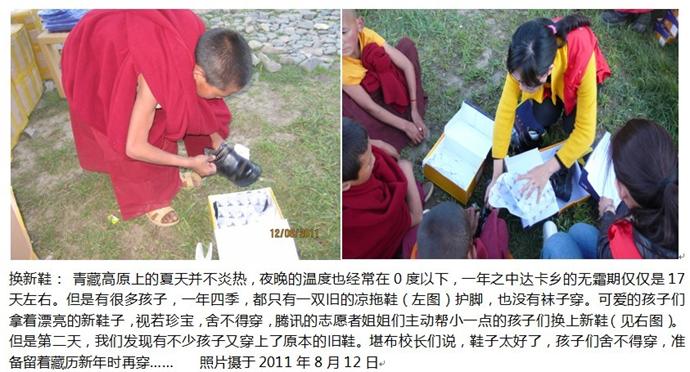 12/08/2011
换新鞋： 青藏高原上的夏天并不炎热，夜晚的温度也经常在 0 度以下，一年之中达卡乡的无霜期仅仅是 17
天左右。但是有很多孩子，一年四季，都只有一双旧的凉拖鞋（左图）护脚，也没有袜子穿。可爱的孩子们
拿着漂亮的新鞋子，视若珍宝，舍不得穿，腾讯的志愿者姐姐们主动帮小一点的孩子们换上新鞋（见右图）。
但是第二天，我们发现有不少孩子又穿上了原本的旧鞋。堪布校长们说，鞋子太好了，孩子们舍不得穿，准
备留着藏历新年时再穿…… 照片摄于 2011 年 8 月 12 日